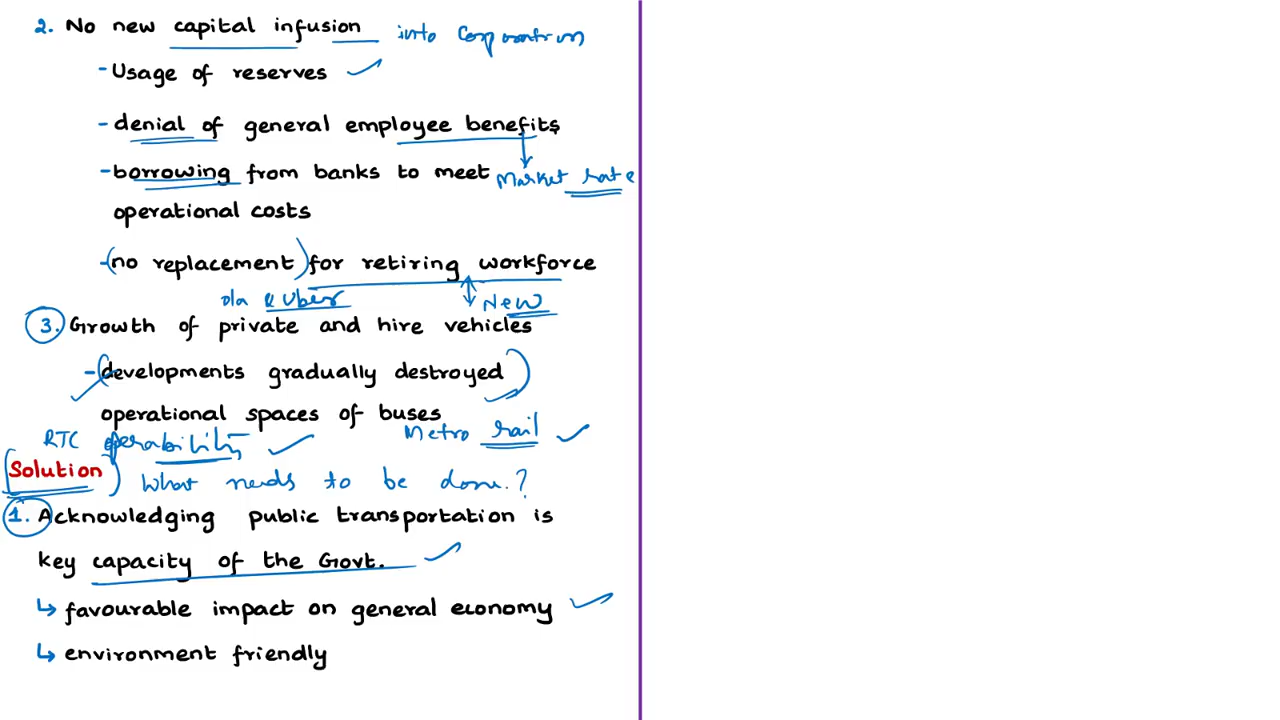 2. No new capital infusion into Corporation
- Usage of reserves
- denial of general employee benefits
- borrowing from banks to meet Market rate
operational costs
- (no replacement) for retiring workforce
ola & uber New
3. Growth of private and hire vehicles
- (developments gradually destroyed)
operational spaces of buses
RTC operability Metro rail
Solution What needs to be done.?
1. Acknowledging public transportation is
key capacity of the Govt.
↳ favourable impact on general economy
↳ environment friendly